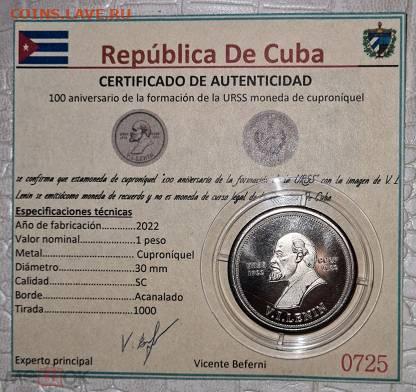 COINS.LAVE.RU
República De Cuba
CERTIFICADO DE AUTENTICIDAD
100 aniversario de la formación de la URSS moneda de cuproníquel
V.I.LENIN
se confirma que estamoneda de cuproníquel 100 aniversario de la formación de la URSS con la imagen de V. I.
Lenin se emitiócomo moneda de recuerdo y no es moneda de curso legal de Cuba
Especificaciones técnicas
Año de fabricación 2022
Valor nominal 1 peso
Metal Cuproníquel
Diámetro 30 mm
Calidad SC
Borde Acanalado
Tirada 1000
1922
V.I.LENIN
Experto principal
Vicente Beferni
0725